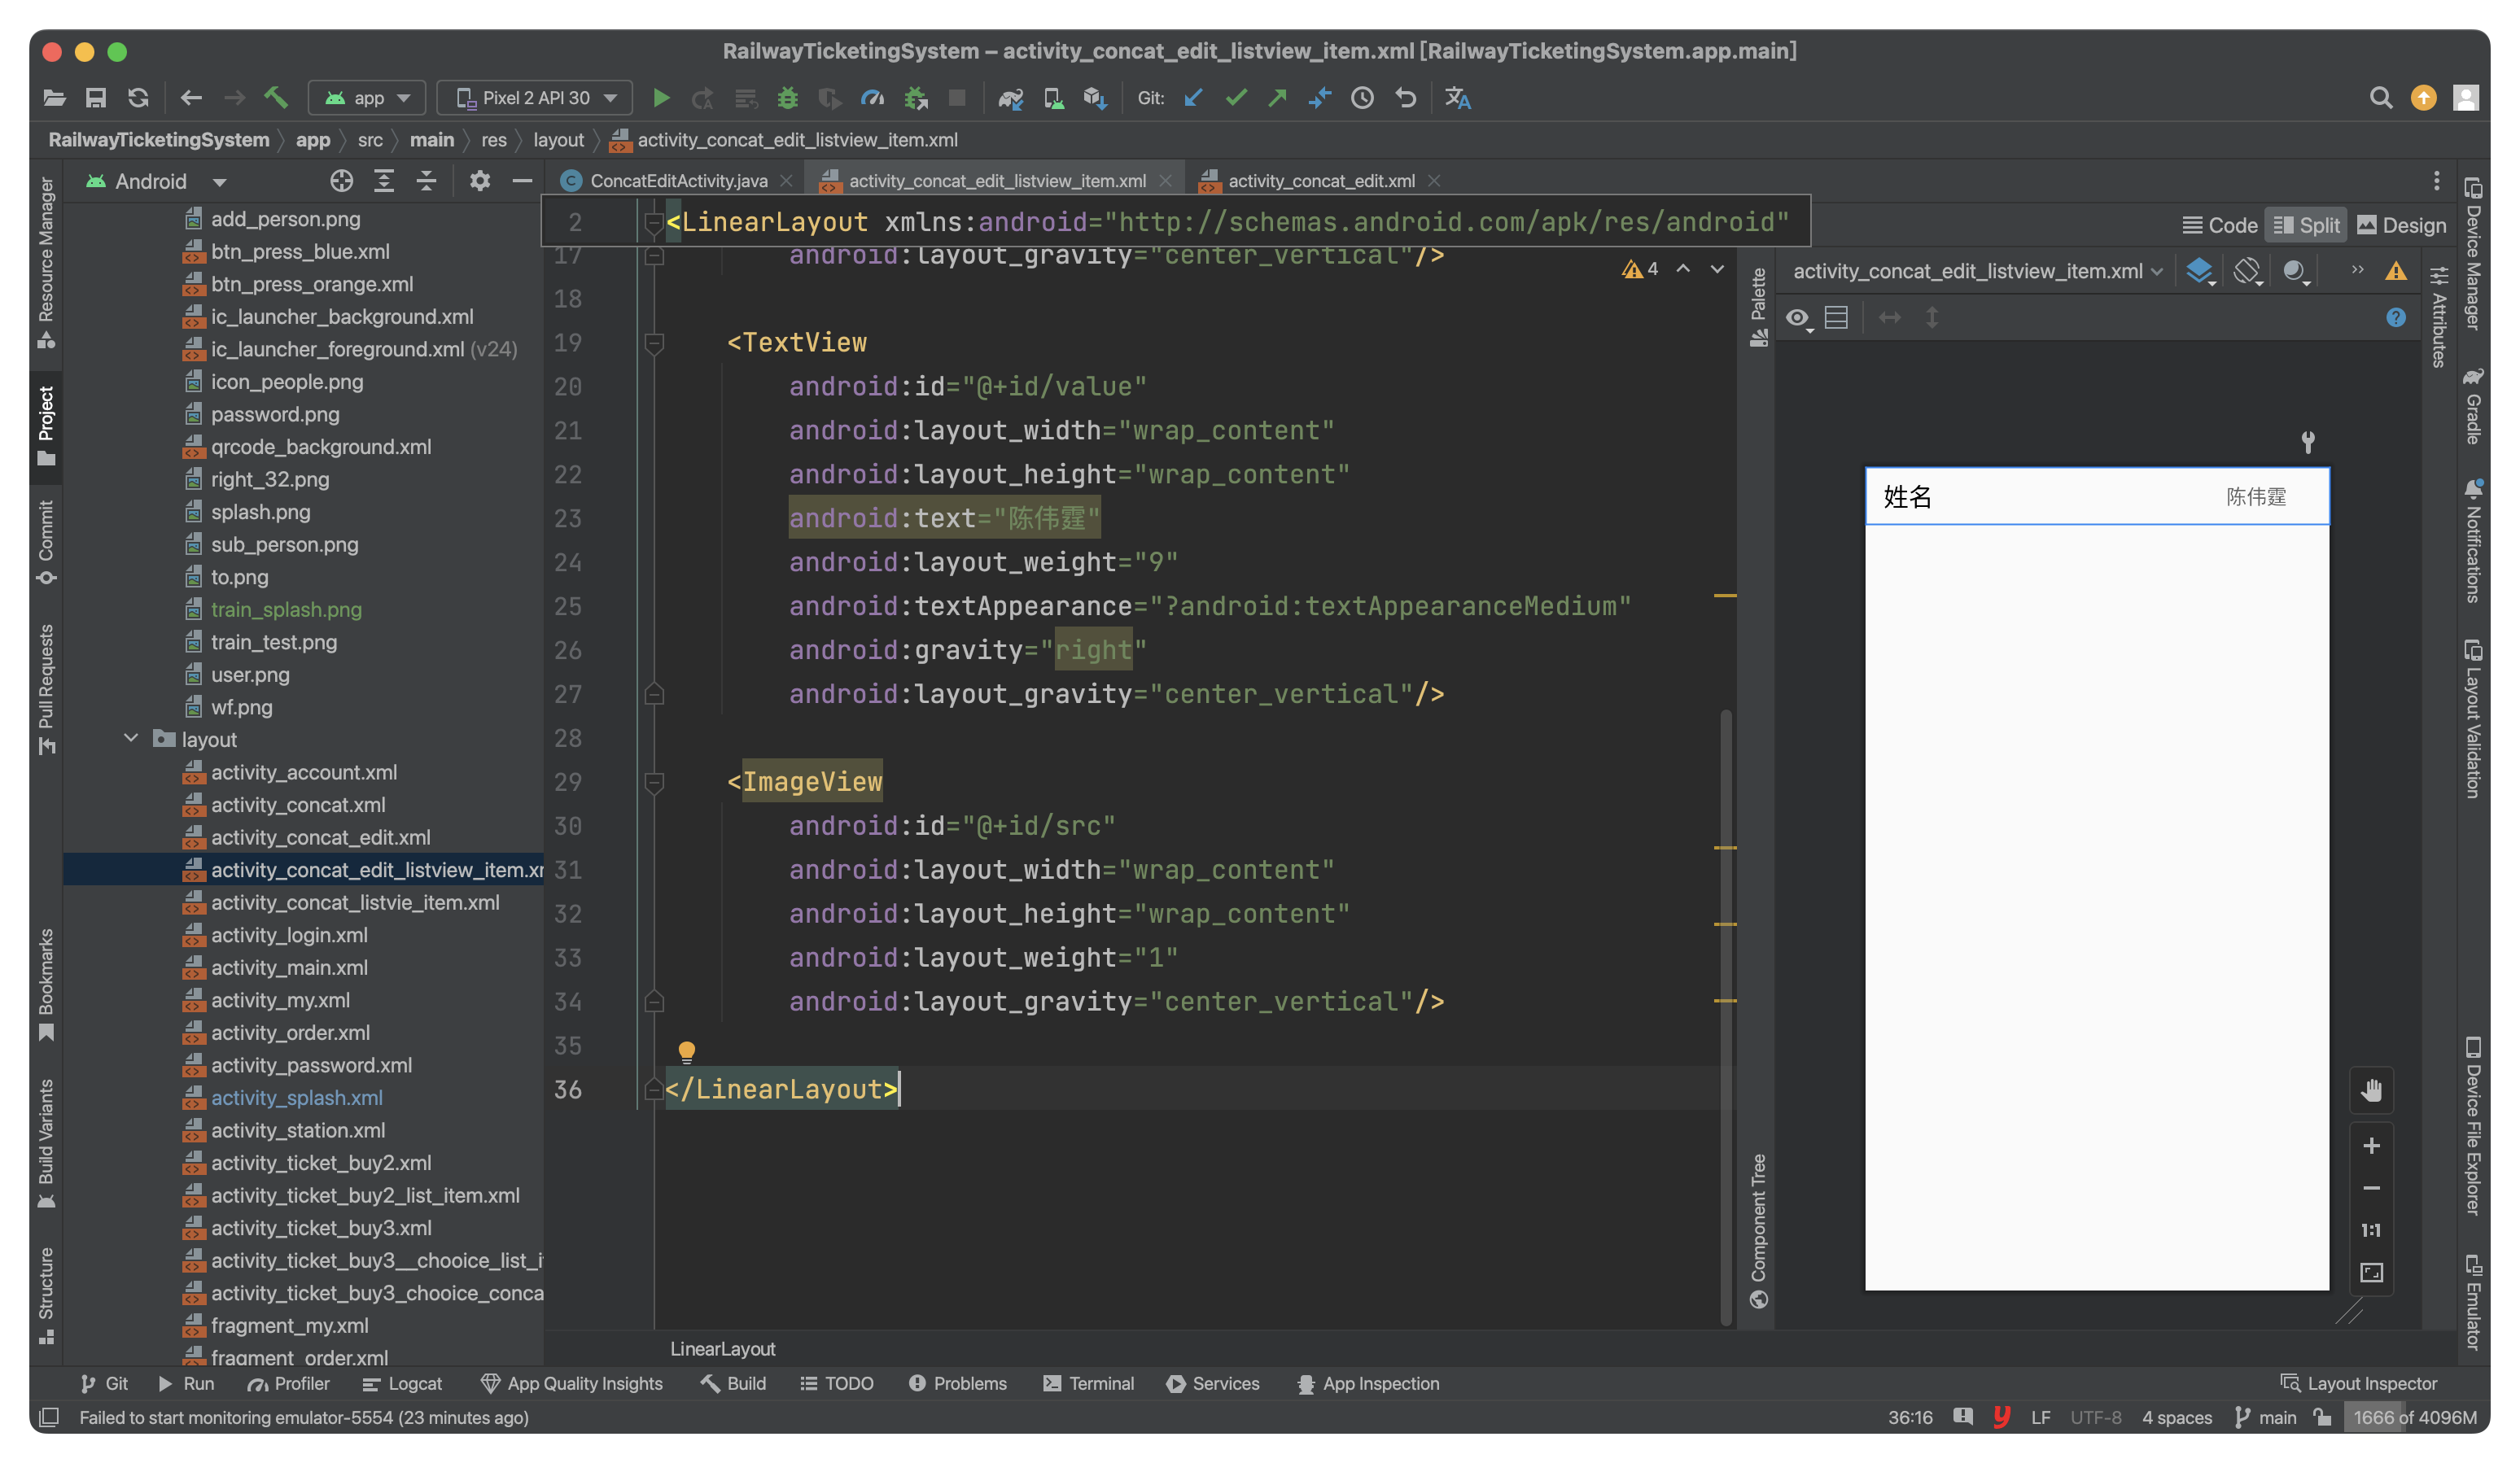 RailwayTicketingSystem – activity_concat_edit_listview_item.xml [RailwayTicketingSystem.app.main]
app
Pixel 2 API 30
Git:
RailwayTicketingSystem
app
src
main
res
layout
activity_concat_edit_listview_item.xml
Resource Manager
Project
Commit
Pull Requests
Bookmarks
Build Variants
Structure
Android
add_person.png
btn_press_blue.xml
btn_press_orange.xml
ic_launcher_background.xml
ic_launcher_foreground.xml (v24)
icon_people.png
password.png
qrcode_background.xml
right_32.png
splash.png
sub_person.png
to.png
train_splash.png
train_test.png
user.png
wf.png
layout
activity_account.xml
activity_concat.xml
activity_concat_edit.xml
activity_concat_edit_listview_item.xr
activity_concat_listvie_item.xml
activity_login.xml
activity_main.xml
activity_my.xml
activity_order.xml
activity_password.xml
activity_splash.xml
activity_station.xml
activity_ticket_buy2.xml
activity_ticket_buy2_list_item.xml
activity_ticket_buy3.xml
activity_ticket_buy3__chooice_list_i
activity_ticket_buy3_chooice_conca
fragment_my.xml
fragment_order.xml
ConcatEditActivity.java
activity_concat_edit_listview_item.xml
activity_concat_edit.xml
2 <LinearLayout xmlns:android="http://schemas.android.com/apk/res/android"
17 android:layout_gravity="center_vertical"/>
18
19 <TextView
20 android:id="@+id/value"
21 android:layout_width="wrap_content"
22 android:layout_height="wrap_content"
23 android:text="陈伟霆"
24 android:layout_weight="9"
25 android:textAppearance="?android:textAppearanceMedium"
26 android:gravity="right"
27 android:layout_gravity="center_vertical"/>
28
29 <ImageView
30 android:id="@+id/src"
31 android:layout_width="wrap_content"
32 android:layout_height="wrap_content"
33 android:layout_weight="1"
34 android:layout_gravity="center_vertical"/>
35
36 </LinearLayout>
4
LinearLayout
Code
Split
Design
Palette
Component Tree
activity_concat_edit_listview_item.xml
姓名
陈伟霆
1:1
Attributes
Device Manager
Gradle
Notifications
Layout Validation
Device File Explorer
Emulator
Git
Run
Profiler
Logcat
App Quality Insights
Build
TODO
Problems
Terminal
Services
App Inspection
Layout Inspector
Failed to start monitoring emulator-5554 (23 minutes ago)
36:16
LF
UTF-8
4 spaces
main
1666 of 4096M